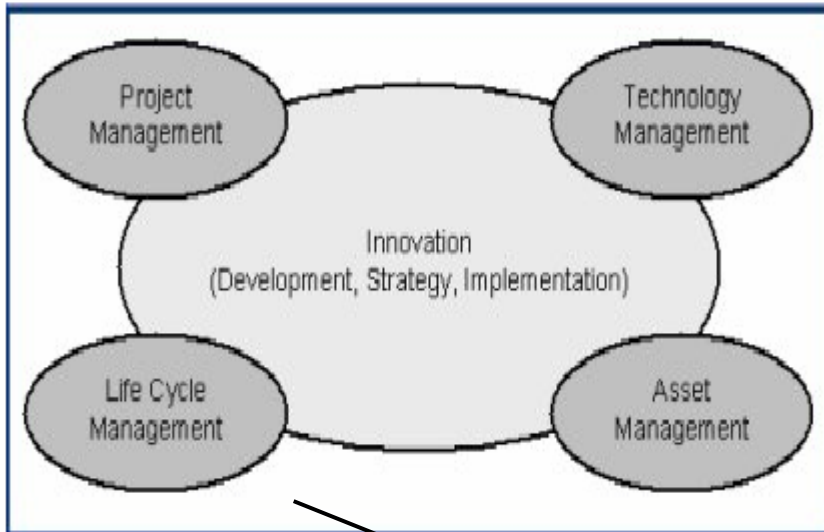 Project
Management
Technology
Management
Innovation
(Development, Strategy, Implementation)
Life Cycle
Management
Asset
Management